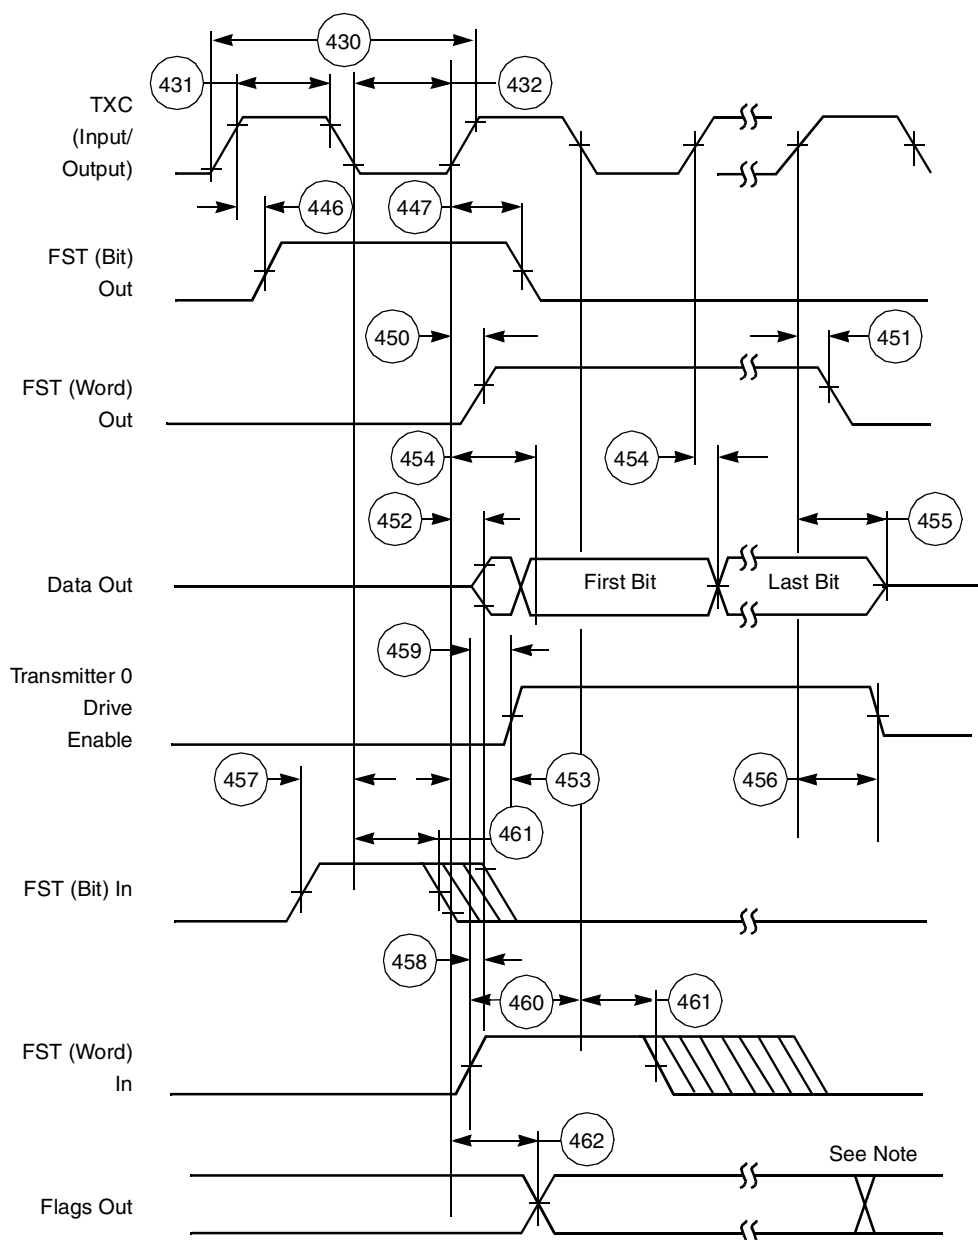 430
431
432
TXC
(Input/
Output)
446
447
FST (Bit)
Out
450
451
FST (Word)
Out
454
454
452
455
Data Out
First Bit
Last Bit
459
Transmitter 0
Drive
Enable
457
453
456
461
FST (Bit) In
458
460
461
FST (Word)
In
462
See Note
Flags Out